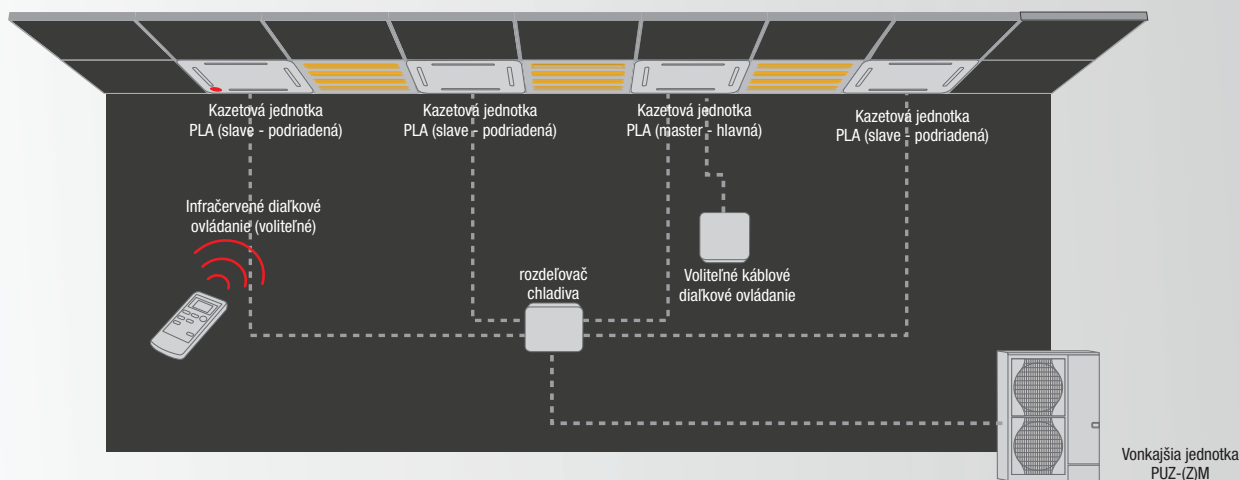 Kazetová jednotka
PLA (slave - podriadená)
Kazetová jednotka
PLA (slave - podriadená)
Kazetová jednotka
PLA (master - hlavná)
Kazetová jednotka
PLA (slave - podriadená)
Infračervené diaľkové
ovládanie (voliteľné)
rozdeľovač
chladiva
Voliteľné káblové
diaľkové ovládanie
Vonkajšia jednotka
PUZ-(Z)M